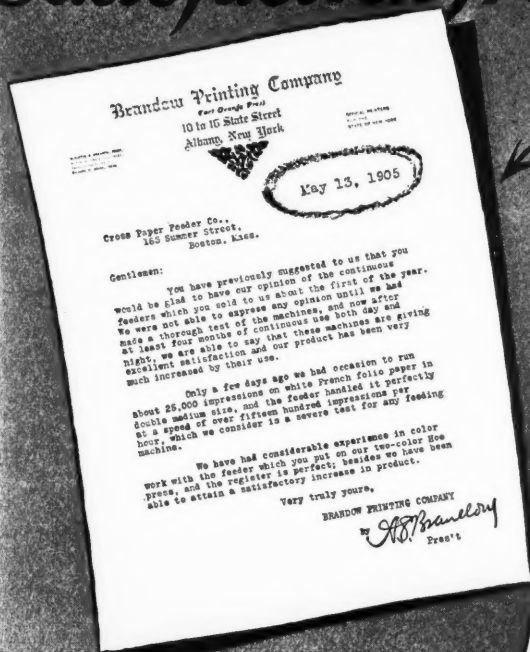 Brandow Printing Company
(Fort Orange Press)
10 to 16 State Street
Albany, New York
OFFICIAL PRINTERS
FOR THE
STATE OF NEW YORK
May 13, 1905
Cross Paper Feeder Co.,
165 Summer Street,
Boston, Mass.
Gentlemen:
You have previously suggested to us that you
would be glad to have our opinion of the continuous
feeders which you sold to us about the first of the year.
We were not able to express any opinion until we had
made a thorough test of the machines, and now after
at least four months of continuous use both day and
night, we are able to say that these machines are giving
excellent satisfaction and our product has been very
much increased by their use.
Only a few days ago we had occasion to run
about 25,000 impressions on white French folio paper in
double medium size, and the feeder handled it perfectly
at a speed of over fifteen hundred impressions per
hour, which we consider is a severe test for any feeding
machine.
We have had considerable experience in color
work with the feeder which you put on our two-color Hoe
press, and the register is perfect; besides we have been
able to attain a satisfactory increase in product.
Very truly yours,
BRANDOW PRINTING COMPANY
By A.S. Brandow
Pres't